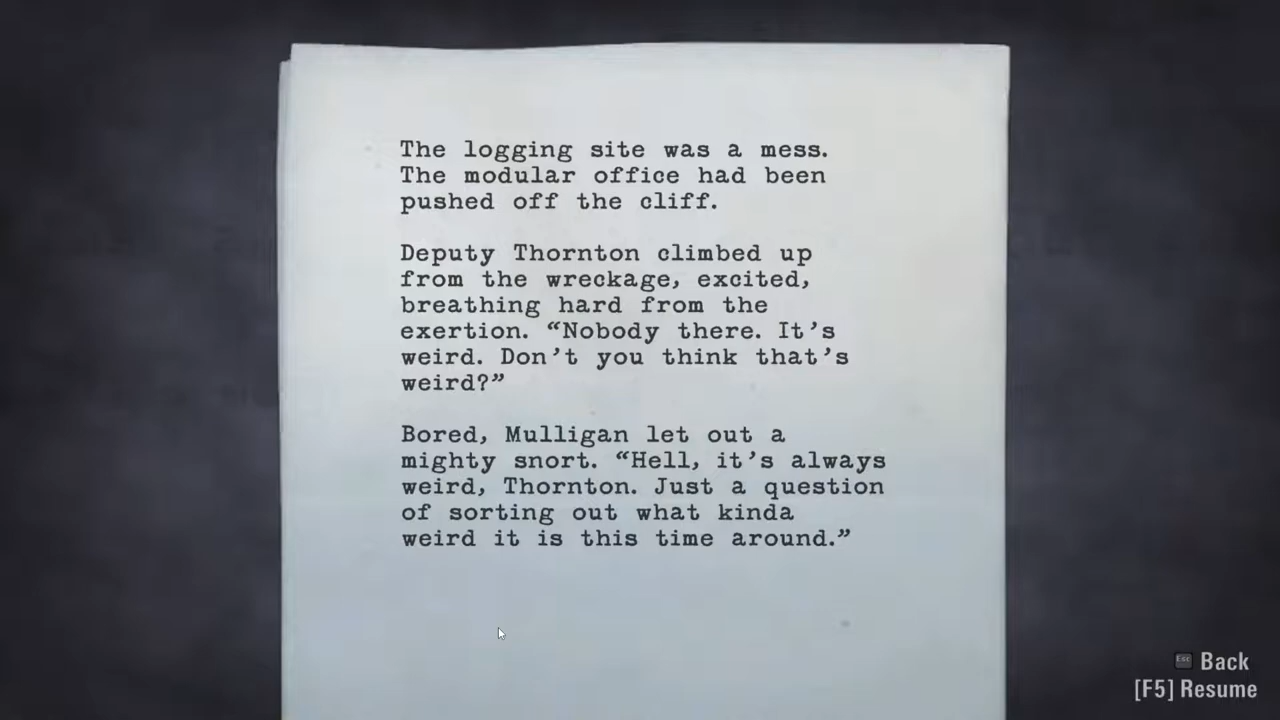 The logging site was a mess.
The modular office had been
pushed off the cliff.
Deputy Thornton climbed up
from the wreckage, excited,
breathing hard from the
exertion. “Nobody there. It’s
weird. Don’t you think that’s
weird?”
Bored, Mulligan let out a
mighty snort. “Hell, it’s always
weird, Thornton. Just a question
of sorting out what kinda
weird it is this time around.”
Esc Back
[F5] Resume